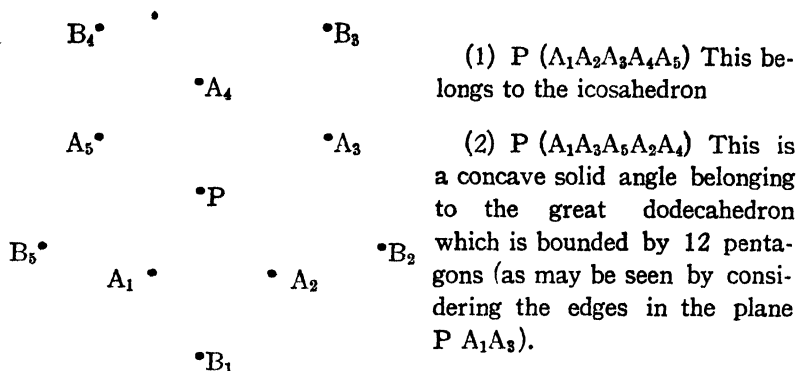 B₄ B₃
A₄
A₅ A₃
P
B₅ B₂
A₁ A₂
B₁
(1) P (A₁A₂A₃A₄A₅) This be-
longs to the icosahedron
(2) P (A₁A₃A₅A₂A₄) This is
a concave solid angle belonging
to the great dodecahedron
which is bounded by 12 penta-
gons (as may be seen by consi-
dering the edges in the plane
P A₁A₃).